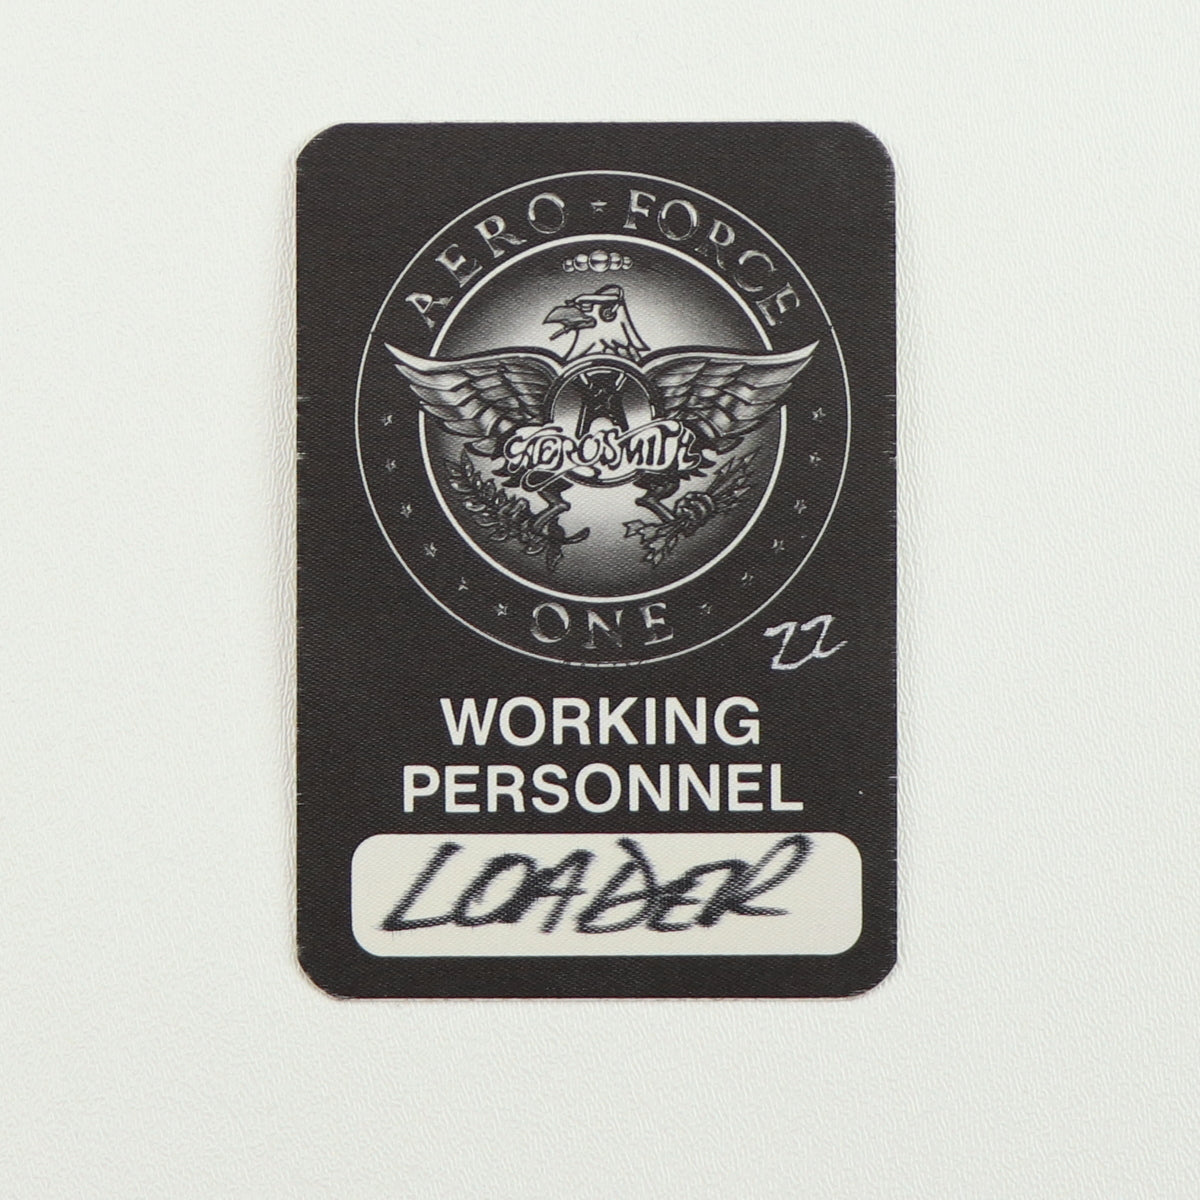 AERO - FORCE
AEROSMITH
ONE
22
WORKING
PERSONNEL
LOADER